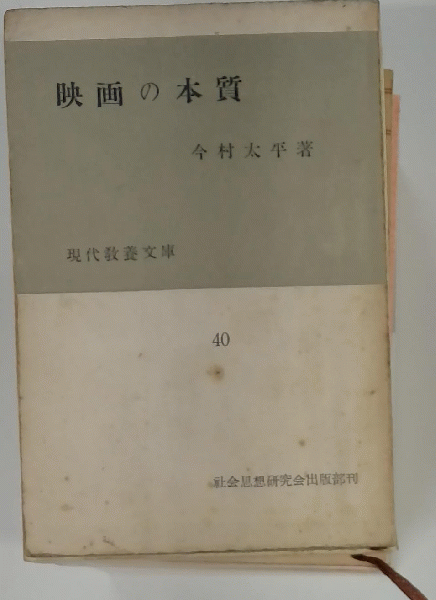 映画の本質
今村太平著
現代教養文庫
40
社会思想研究会出版部刊